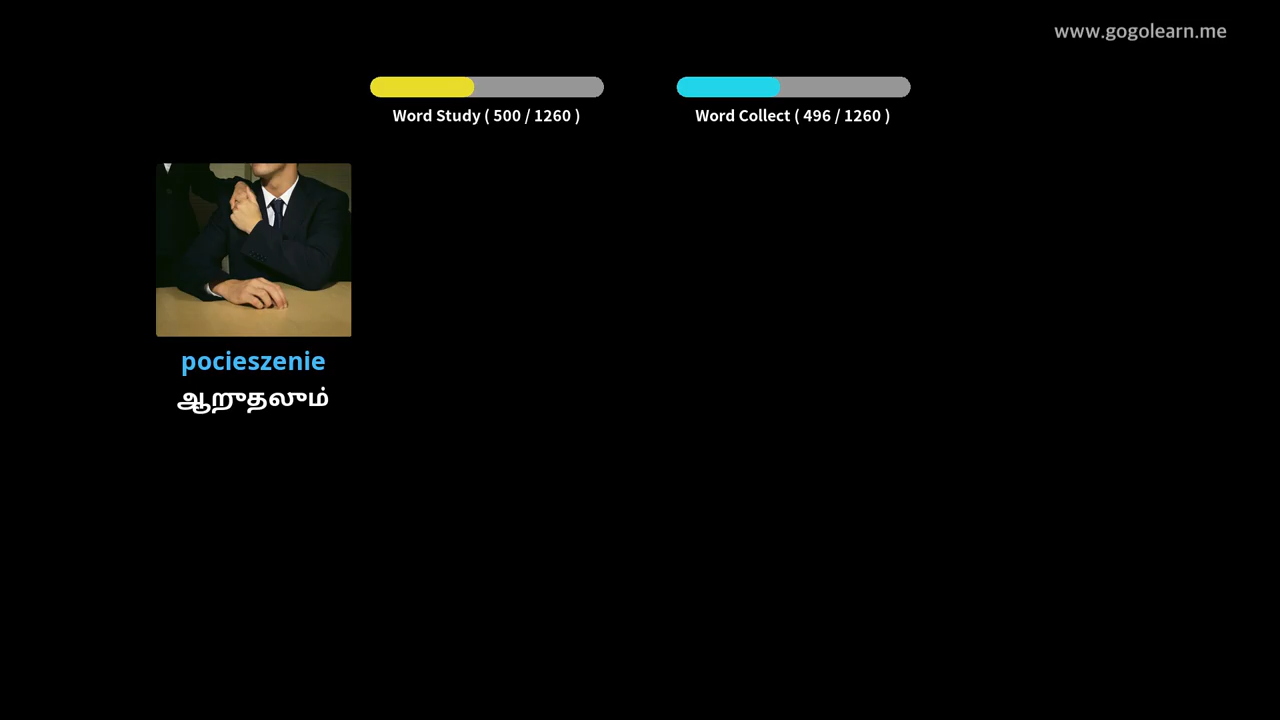 www.gogolearn.me
Word Study ( 500 / 1260 )
Word Collect ( 496 / 1260 )
pocieszenie
ஆறுதலும்